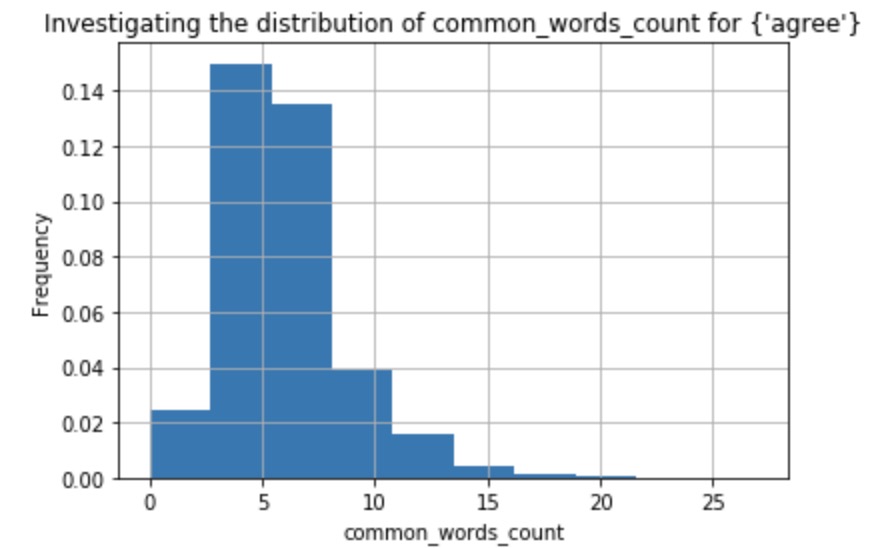 Investigating the distribution of common_words_count for {'agree'}
0.14
0.12
0.10
0.08
0.06
0.04
0.02
0.00
Frequency
0 5 10 15 20 25
common_words_count